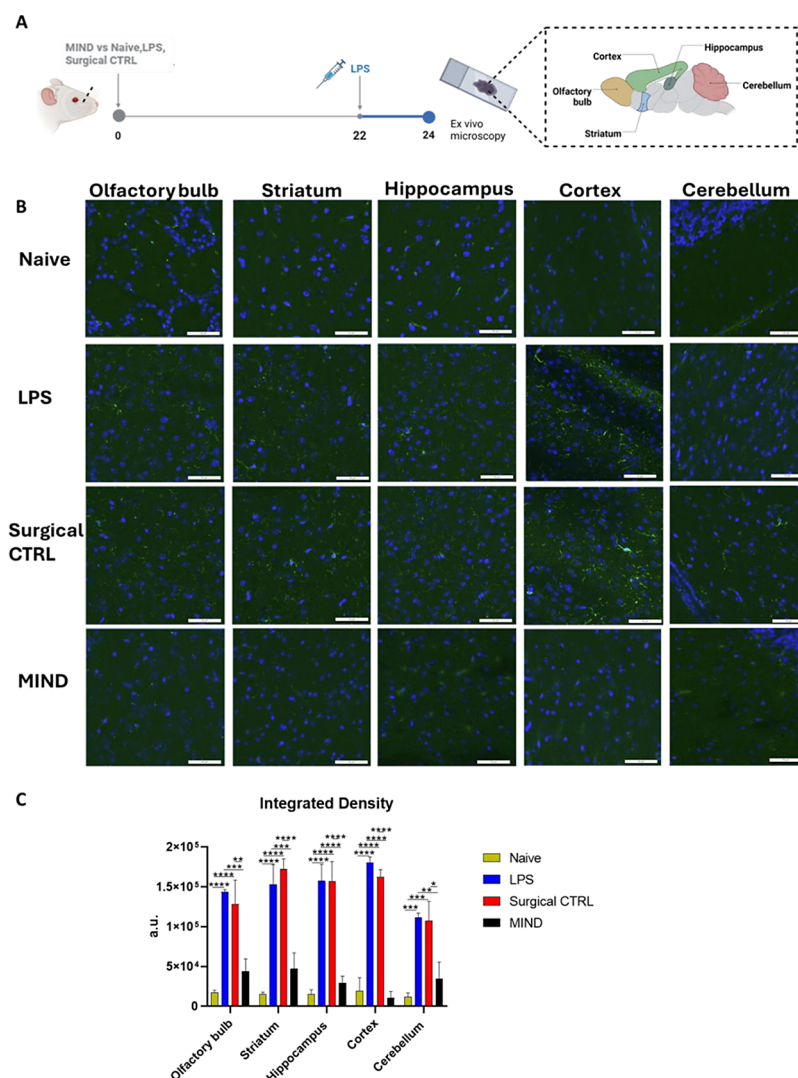 A
MIND vs Naive,LPS,
Surgical CTRL
LPS
0
22
24
Ex vivo
microscopy
Cortex
Hippocampus
Olfactory
bulb
Cerebellum
Striatum
B
Olfactory bulb
Striatum
Hippocampus
Cortex
Cerebellum
Naive
LPS
Surgical
CTRL
MIND
C
Integrated Density
2×10⁵
1.5×10⁵
1×10⁵
5×10⁴
0
a.u.
**
***
****
****
****
***
****
****
****
****
****
****
****
****
****
****
*
**
***
***
Olfactory bulb
Striatum
Hippocampus
Cortex
Cerebellum
Naive
LPS
Surgical CTRL
MIND